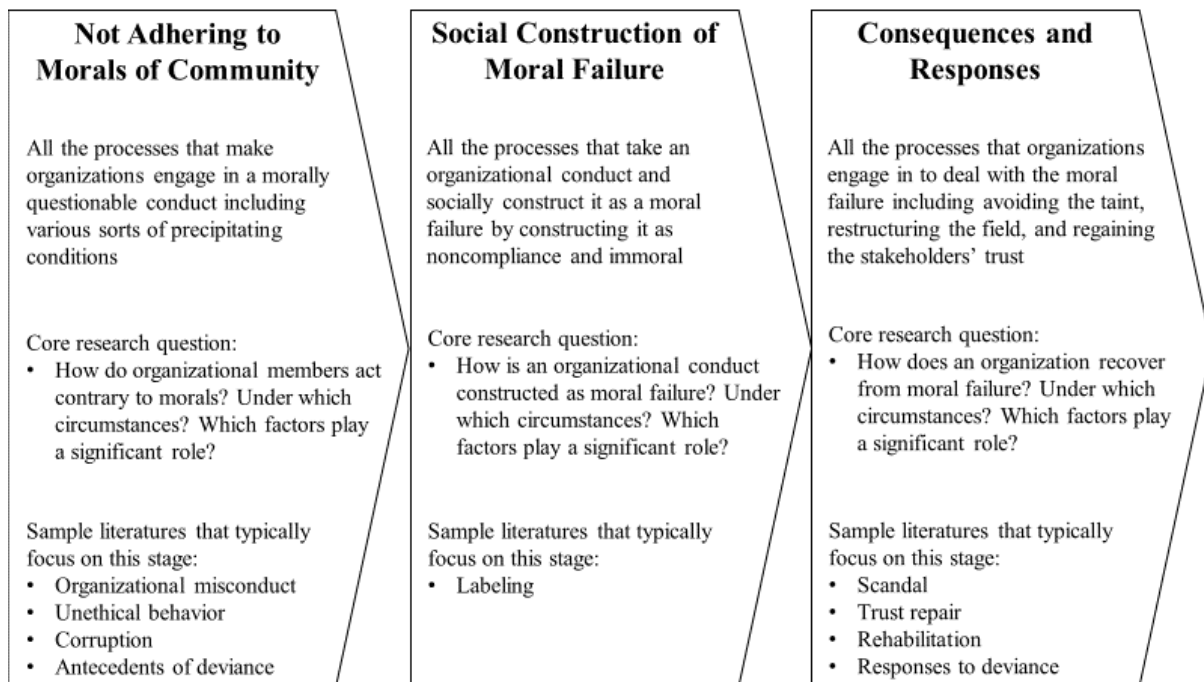 Not Adhering to
Morals of Community
All the processes that make
organizations engage in a morally
questionable conduct including
various sorts of precipitating
conditions
Core research question:
• How do organizational members act
contrary to morals? Under which
circumstances? Which factors play
a significant role?
Sample literatures that typically
focus on this stage:
• Organizational misconduct
• Unethical behavior
• Corruption
• Antecedents of deviance
Social Construction of
Moral Failure
All the processes that take an
organizational conduct and
socially construct it as a moral
failure by constructing it as
noncompliance and immoral
Core research question:
• How is an organizational conduct
constructed as moral failure? Under
which circumstances? Which
factors play a significant role?
Sample literatures that typically
focus on this stage:
• Labeling
Consequences and
Responses
All the processes that organizations
engage in to deal with the moral
failure including avoiding the taint,
restructuring the field, and regaining
the stakeholders' trust
Core research question:
• How does an organization recover
from moral failure? Under which
circumstances? Which factors play
a significant role?
Sample literatures that typically
focus on this stage:
• Scandal
• Trust repair
• Rehabilitation
• Responses to deviance